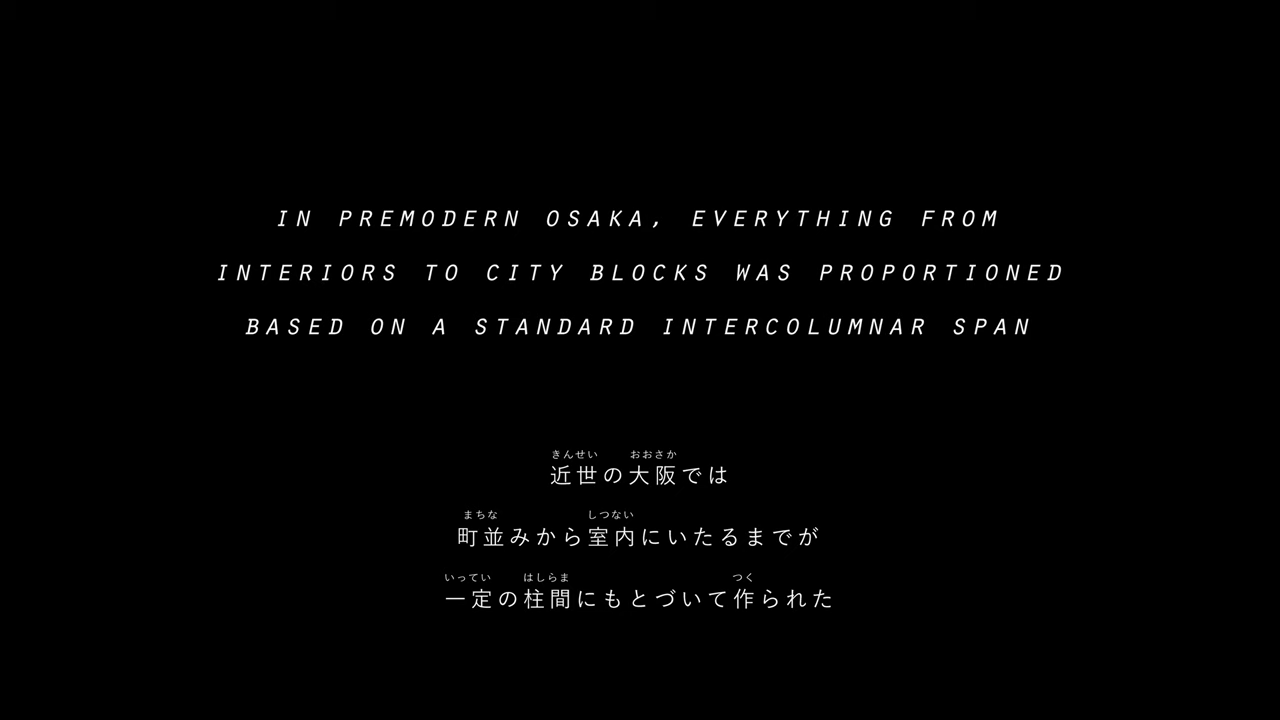 IN PREMODERN OSAKA, EVERYTHING FROM
INTERIORS TO CITY BLOCKS WAS PROPORTIONED
BASED ON A STANDARD INTERCOLUMNAR SPAN
きんせい おおさか
近世の大阪では
まちな しつない
町並みから室内にいたるまでが
いってい はしらま つく
一定の柱間にもとづいて作られた